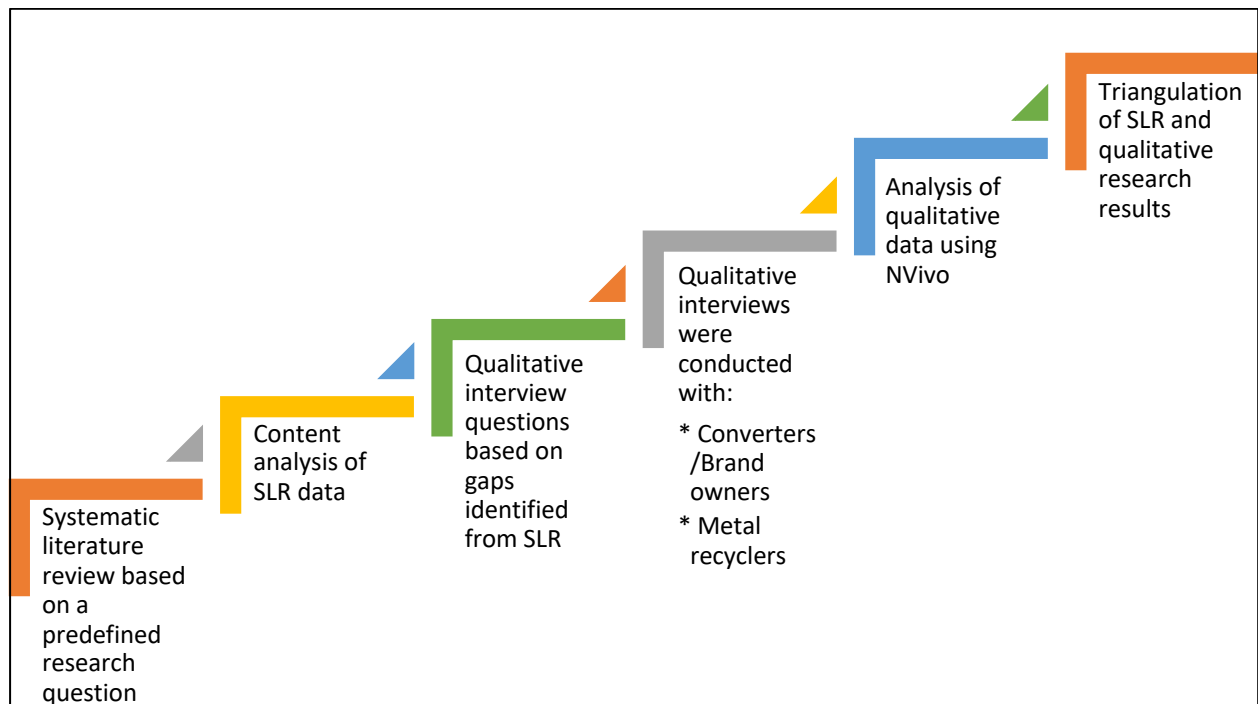 Systematic
literature
review based
on a
predefined
research
question
Content
analysis of
SLR data
Qualitative
interview
questions
based on
gaps
identified
from SLR
Qualitative
interviews
were
conducted
with:
* Converters
/Brand
owners
* Metal
recyclers
Analysis of
qualitative
data using
NVivo
Triangulation
of SLR and
qualitative
research
results